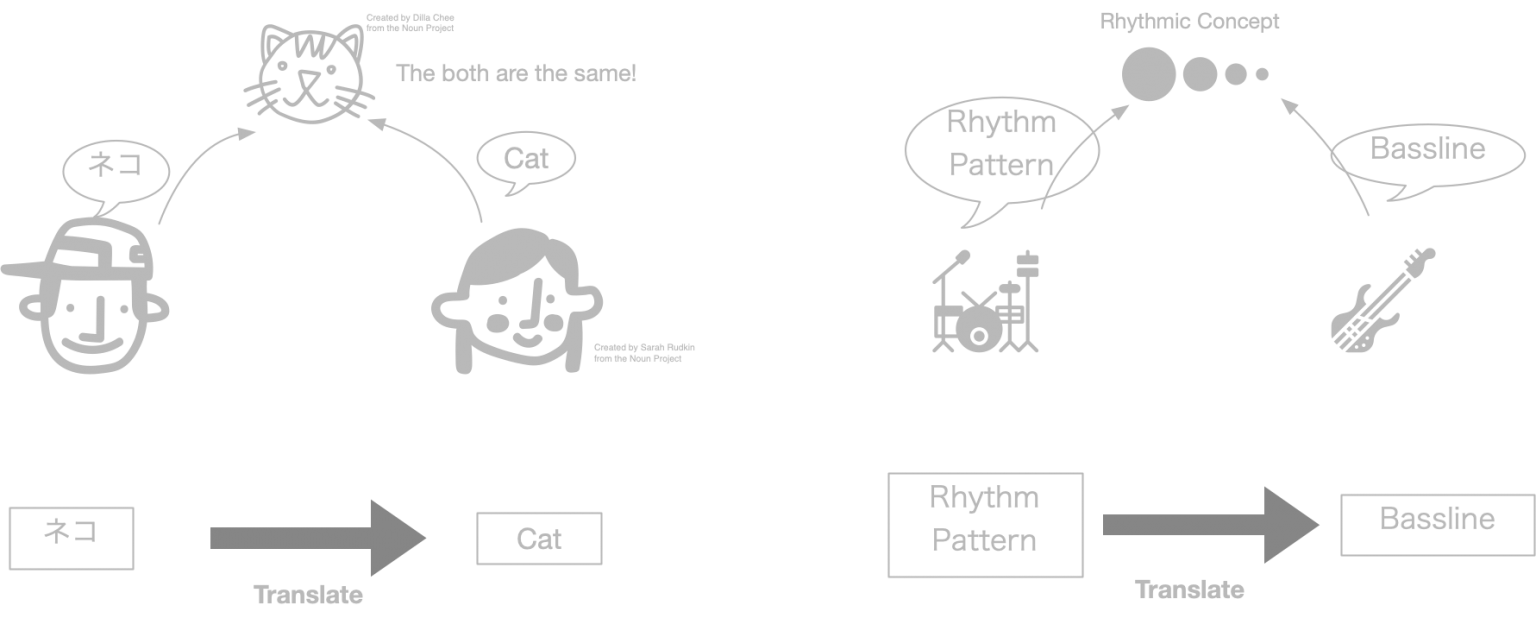 Created by Dilla Chee
from the Noun Project
The both are the same!
ネコ
Cat
Created by Sarah Rudkin
from the Noun Project
ネコ
Cat
Translate
Rhythmic Concept
Rhythm
Pattern
Bassline
Rhythm
Pattern
Bassline
Translate